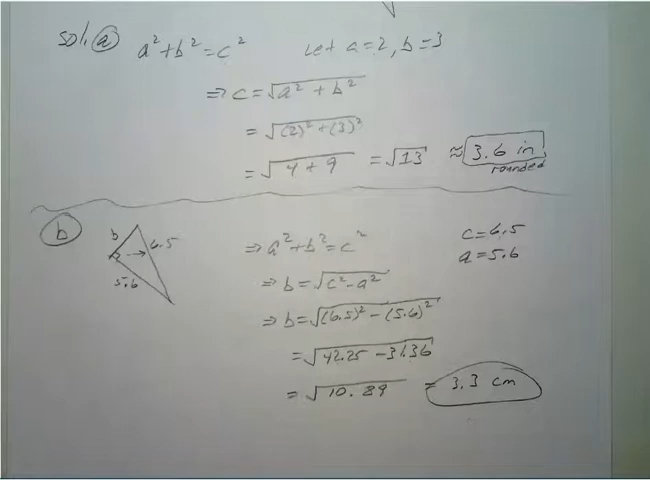 sol. (a) a² + b² = c² Let a = 2, b = 3
⇒ c = √(a² + b²)
= √((2)² + (3)²)
= √(4 + 9) = √13 ≈ 3.6 in
rounded
(b) b 6.5 5.6
⇒ a² + b² = c² c = 6.5
a = 5.6
⇒ b = √(c² - a²)
⇒ b = √((6.5)² - (5.6)²)
= √(42.25 - 31.36)
= √10.89 = 3.3 cm